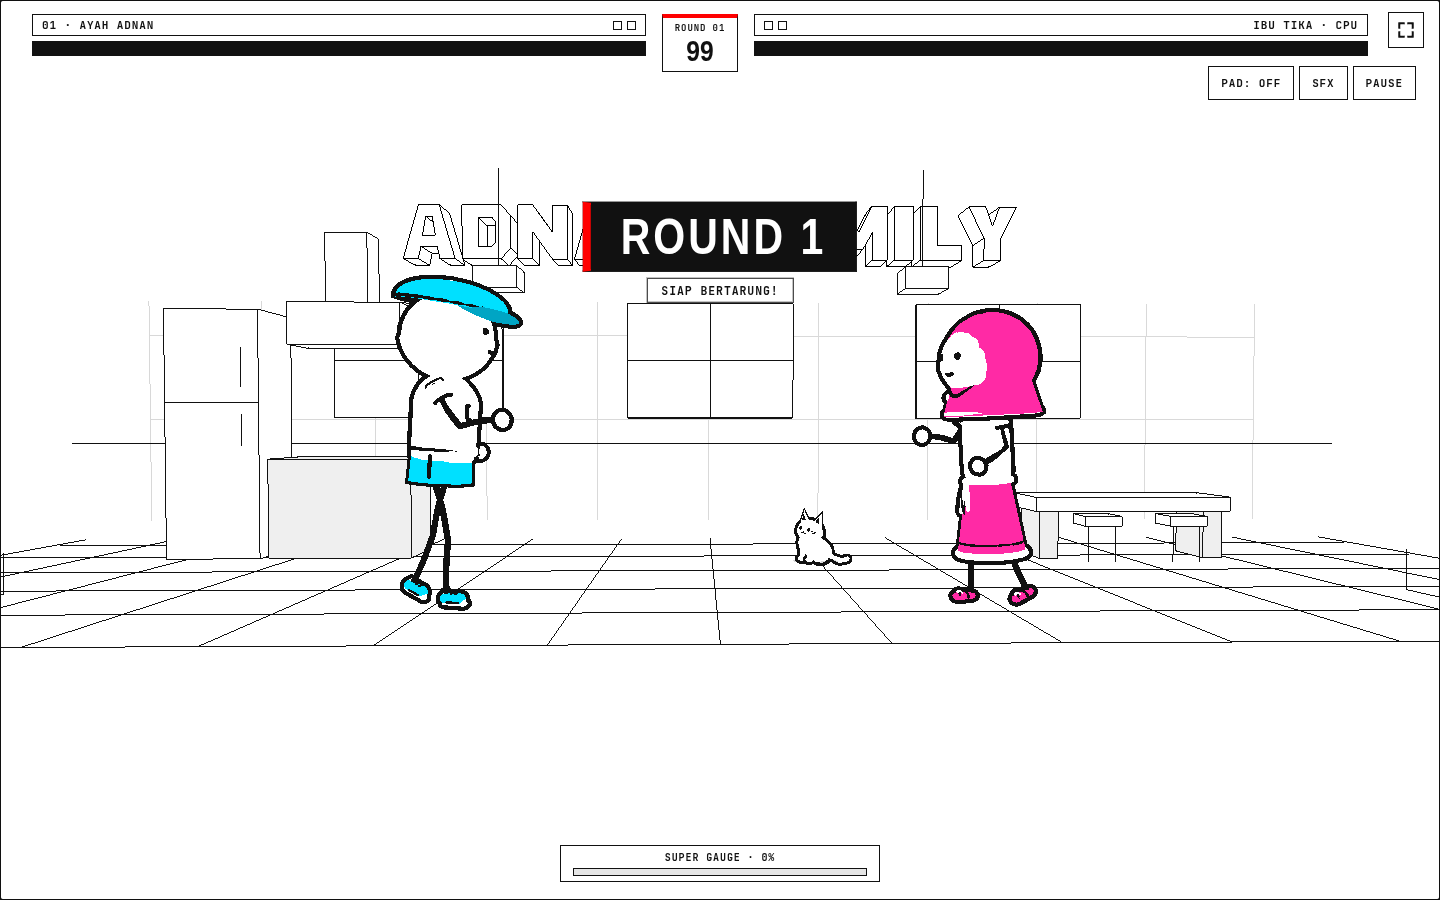 01 · AYAH ADNAN
ROUND 01
99
IBU TIKA · CPU
PAD: OFF
SFX
PAUSE
ROUND 1
SIAP BERTARUNG!
SUPER GAUGE · 0%